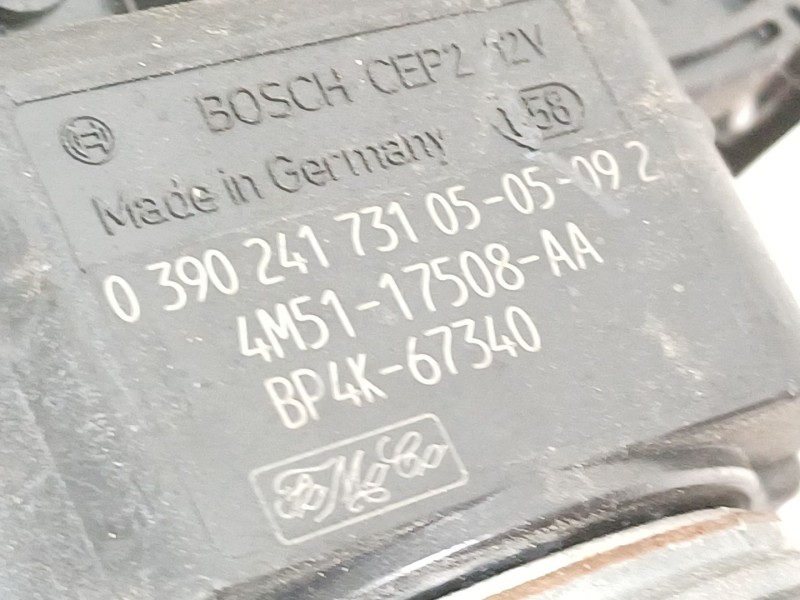 BOSCH CEP2 12V
Made in Germany 156
0 390 241 731 05-05-09 2
4M51-17508-AA
BP4K-67340
FoMoCo